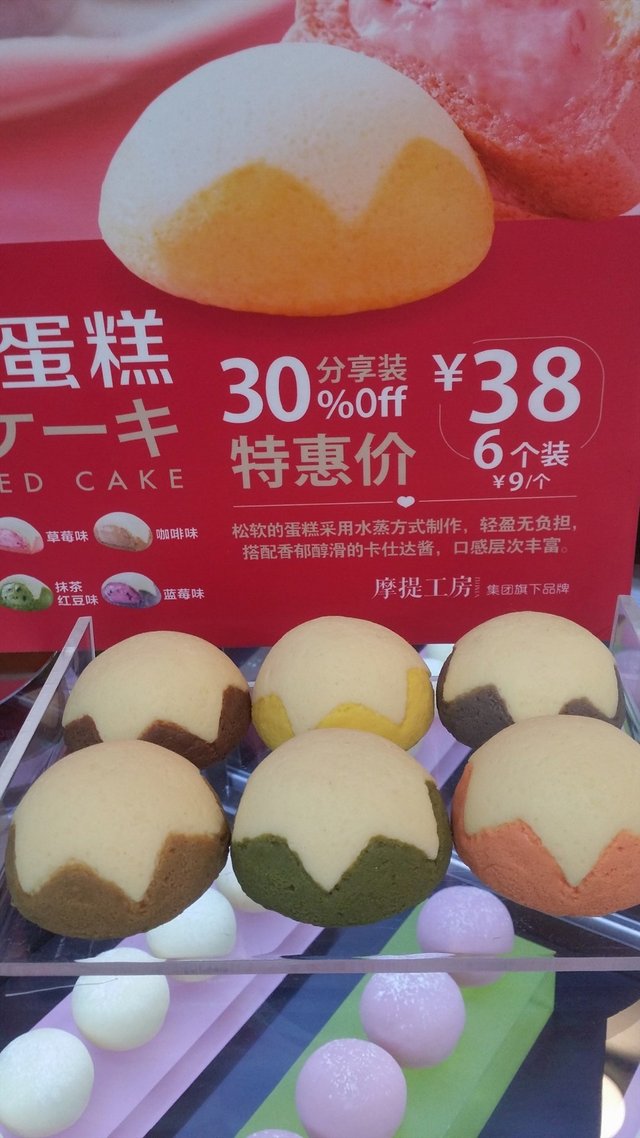 蛋糕
ケーキ
ED CAKE
草莓味
咖啡味
抹茶
红豆味
蓝莓味
30
分享装
%0ff
特惠价
¥38
6个装
¥9/个
松软的蛋糕采用水蒸方式制作，轻盈无负担，
搭配香郁醇滑的卡仕达酱，口感层次丰富。
摩提工房
集团旗下品牌